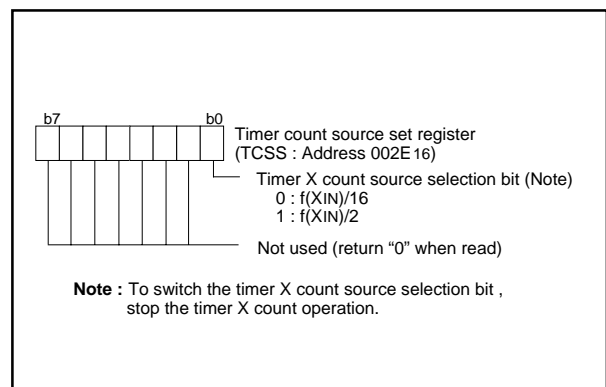 b7 b0
Timer count source set register
(TCSS : Address 002E16)
Timer X count source selection bit (Note)
0 : f(XIN)/16
1 : f(XIN)/2
Not used (return “0” when read)
Note : To switch the timer X count source selection bit ,
stop the timer X count operation.